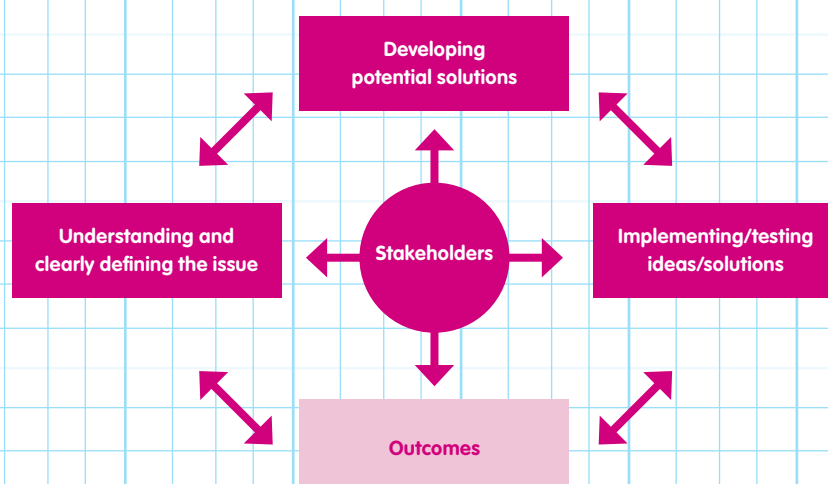 Developing
potential solutions
Understanding and
clearly defining the issue
Stakeholders
Implementing/testing
ideas/solutions
Outcomes